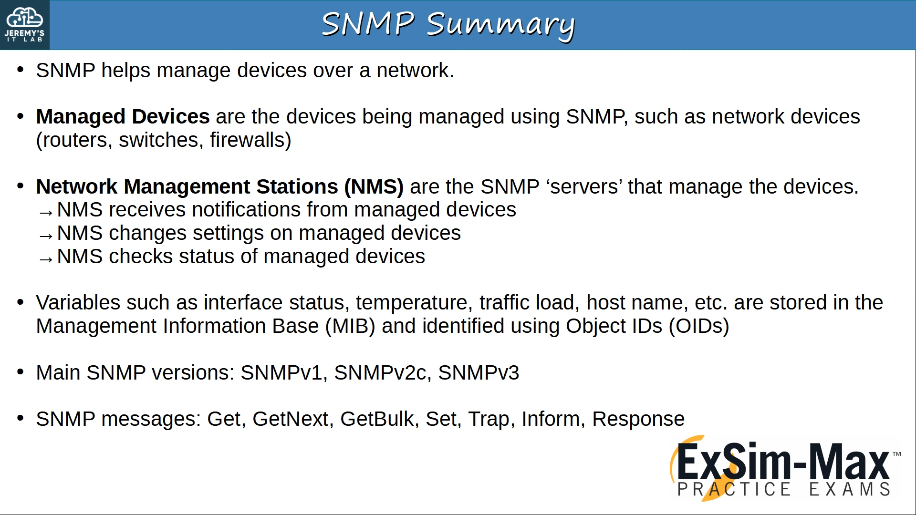 JEREMY'S
IT LAB
SNMP Summary
• SNMP helps manage devices over a network.
• Managed Devices are the devices being managed using SNMP, such as network devices
(routers, switches, firewalls)
• Network Management Stations (NMS) are the SNMP ‘servers’ that manage the devices.
→NMS receives notifications from managed devices
→NMS changes settings on managed devices
→NMS checks status of managed devices
• Variables such as interface status, temperature, traffic load, host name, etc. are stored in the
Management Information Base (MIB) and identified using Object IDs (OIDs)
• Main SNMP versions: SNMPv1, SNMPv2c, SNMPv3
• SNMP messages: Get, GetNext, GetBulk, Set, Trap, Inform, Response
ExSim-Max™
PRACTICE EXAMS